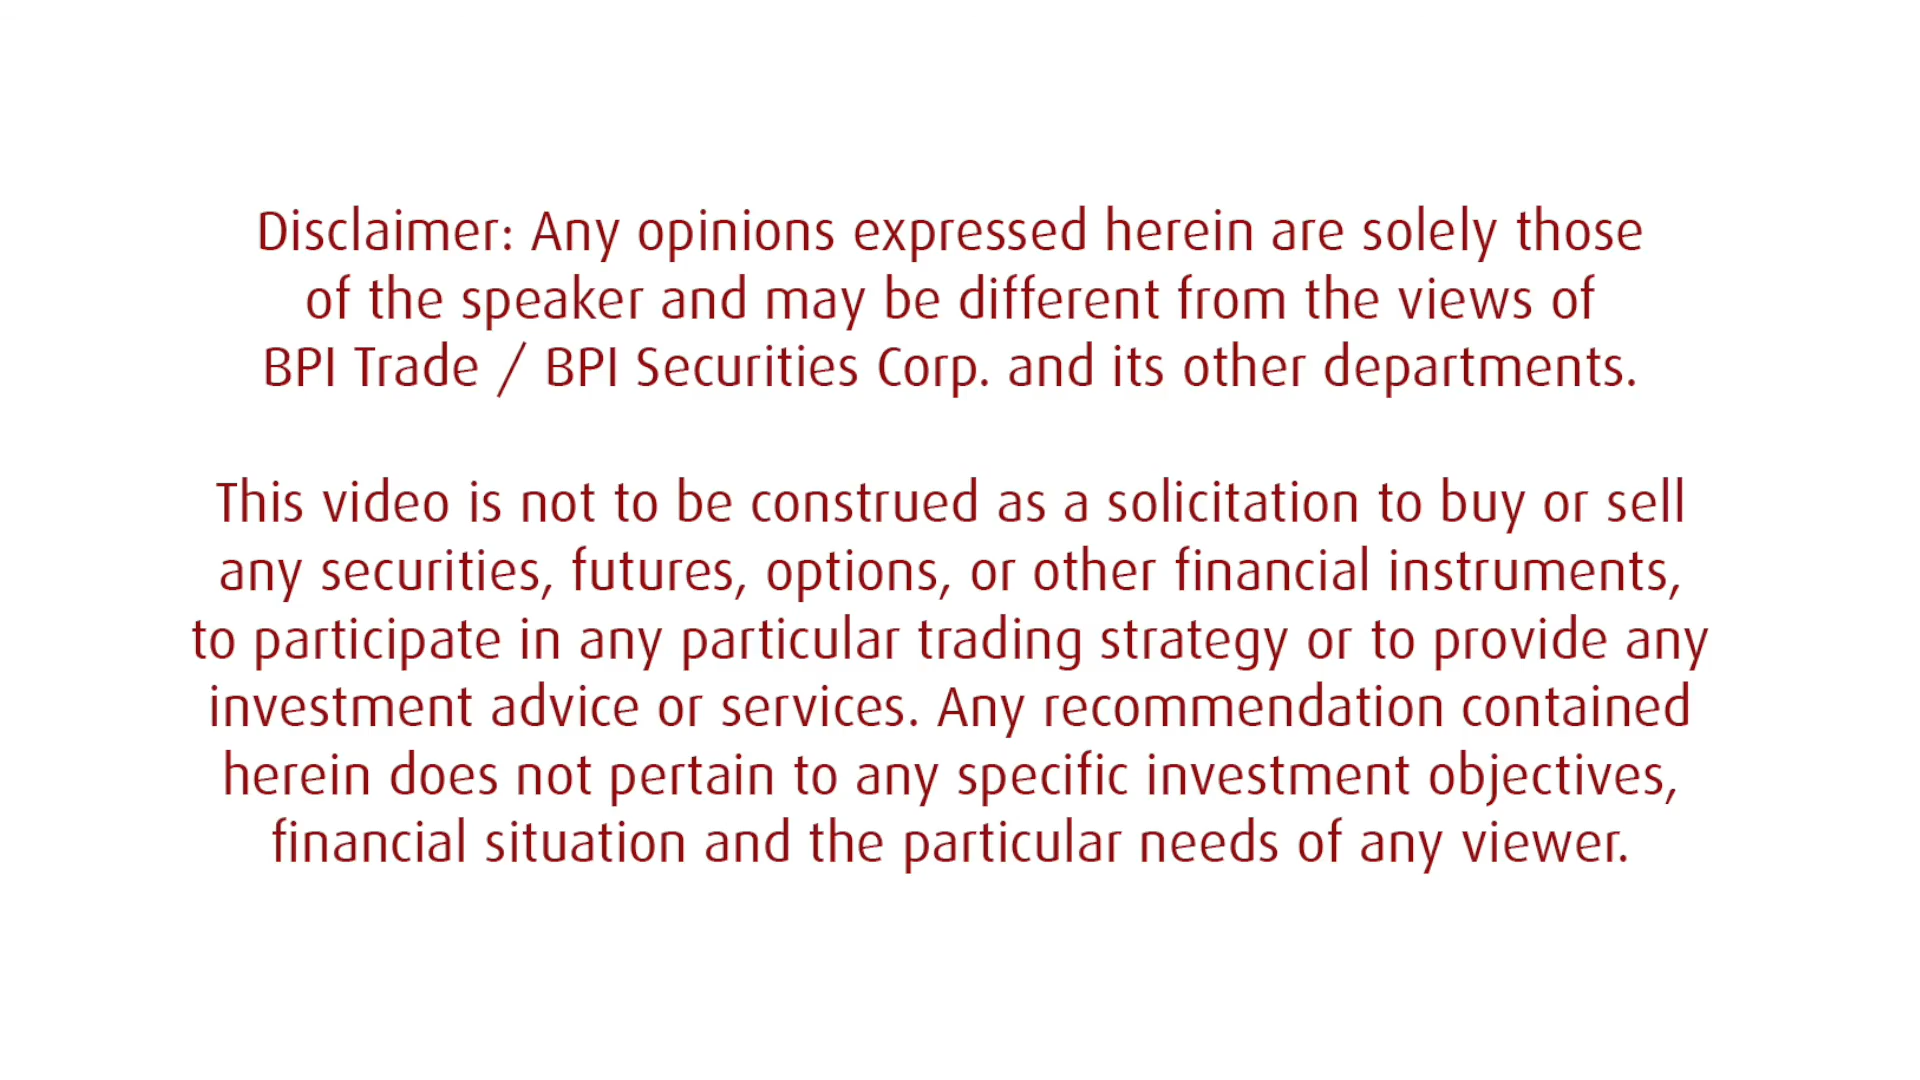 Disclaimer: Any opinions expressed herein are solely those
of the speaker and may be different from the views of
BPI Trade / BPI Securities Corp. and its other departments.
This video is not to be construed as a solicitation to buy or sell
any securities, futures, options, or other financial instruments,
to participate in any particular trading strategy or to provide any
investment advice or services. Any recommendation contained
herein does not pertain to any specific investment objectives,
financial situation and the particular needs of any viewer.